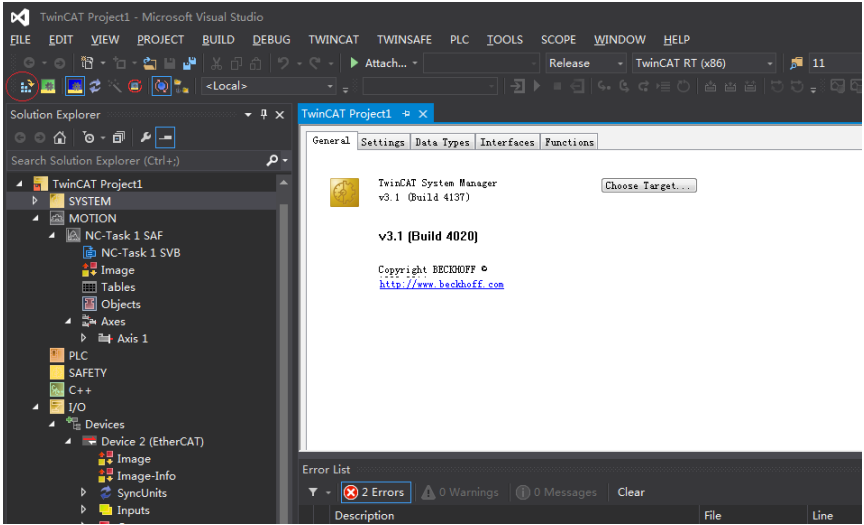 TwinCAT Project1 - Microsoft Visual Studio
FILE EDIT VIEW PROJECT BUILD DEBUG TWINCAT TWINSAFE PLC TOOLS SCOPE WINDOW HELP
Attach... Release TwinCAT RT (x86) 11
<Local>
Solution Explorer
TwinCAT Project1
General Settings Data Types Interfaces Functions
Search Solution Explorer (Ctrl+;)
TwinCAT Project1
SYSTEM
MOTION
NC-Task 1 SAF
NC-Task 1 SVB
Image
Tables
Objects
Axes
Axis 1
PLC
SAFETY
C++
I/O
Devices
Device 2 (EtherCAT)
Image
Image-Info
SyncUnits
Inputs
TwinCAT System Manager
v3.1 (Build 4137)
Choose Target...
v3.1 (Build 4020)
Copyright BECKHOFF ©
http://www.beckhoff.com
Error List
2 Errors 0 Warnings 0 Messages Clear
Description File Line